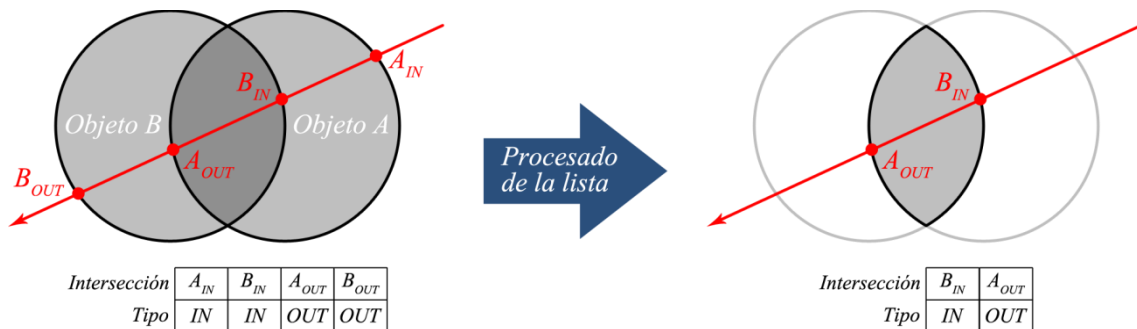 A_IN
B_IN
Objeto B
Objeto A
A_OUT
B_OUT
Intersección A_IN B_IN A_OUT B_OUT
Tipo IN IN OUT OUT
Procesado
de la lista
B_IN
A_OUT
Intersección B_IN A_OUT
Tipo IN OUT